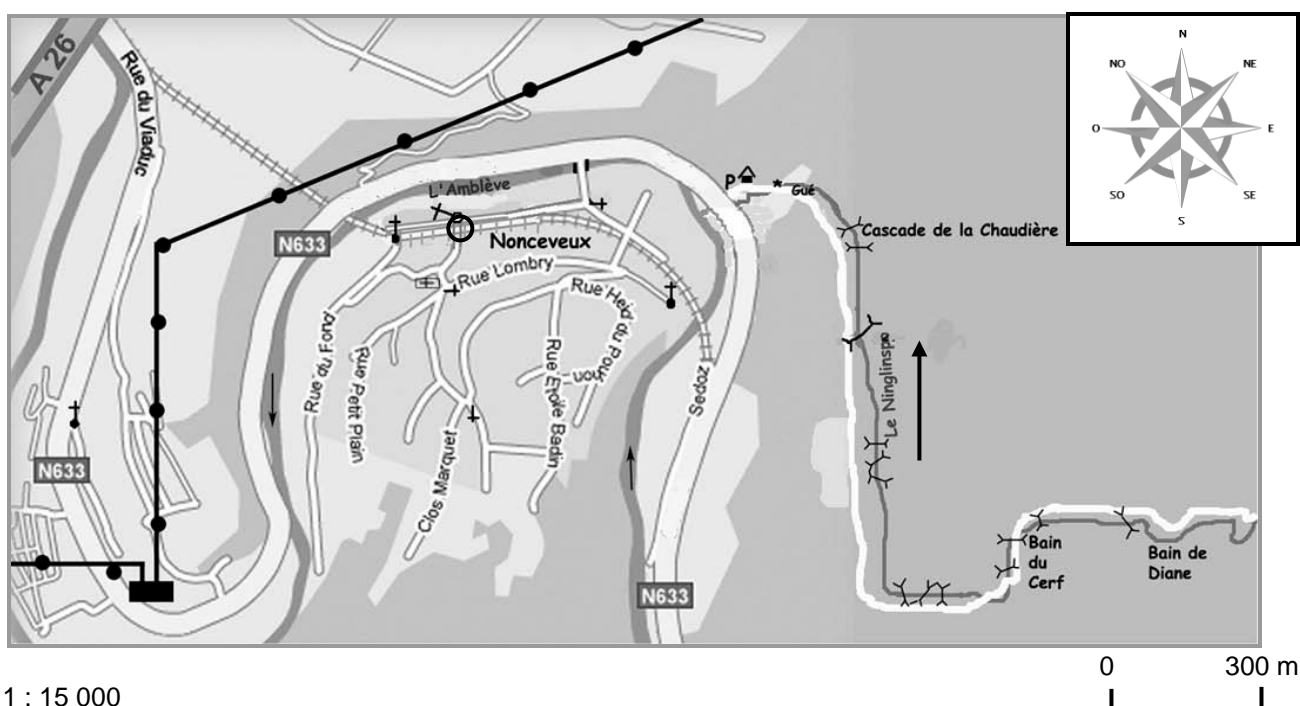 A 26
Rue du Viaduc
N
NO
NE
O
E
SO
SE
S
L'Amblève
P
Gué
N633
Nonceveux
Cascade de la Chaudière
Rue Lombry
Rue Heid du Pourhon
Rue du Fond
Rue Petit Plain
Rue Etoile Badin
Sedoz
Le Ninglinspo
Clos Marquet
N633
N633
Bain
du
Cerf
Bain de
Diane
0
300 m
1 : 15 000